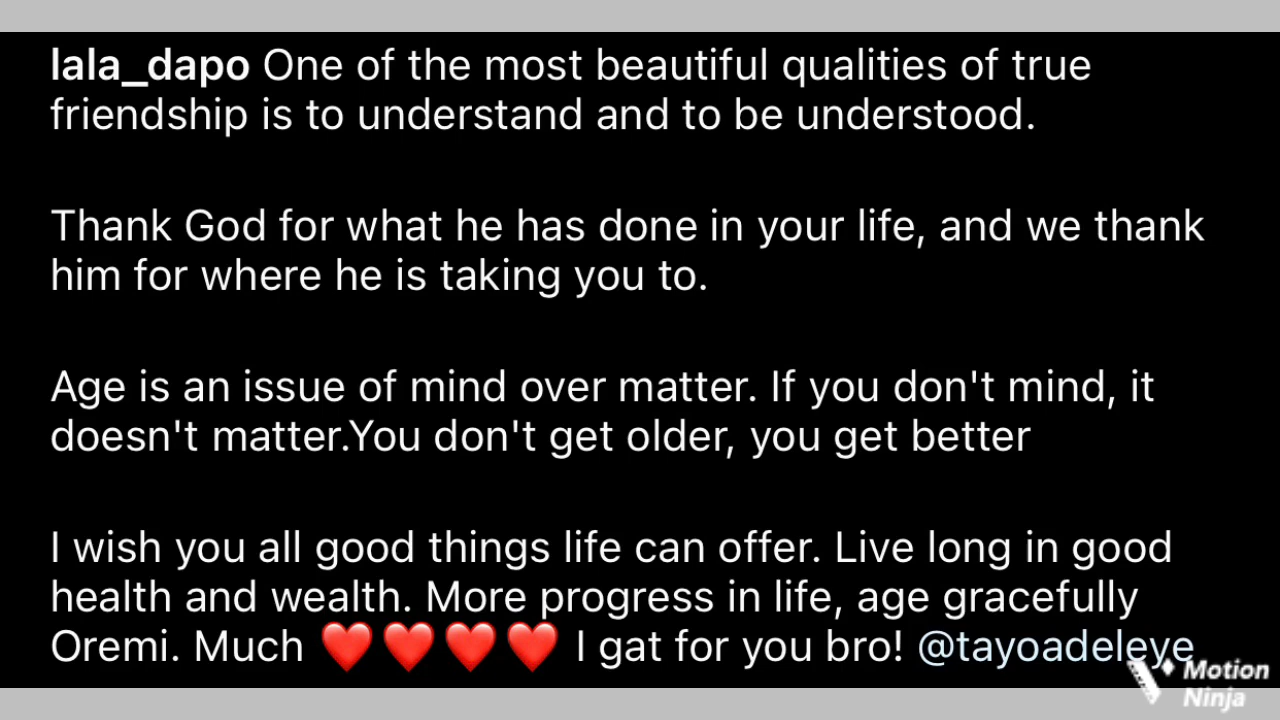 lala_dapo One of the most beautiful qualities of true
friendship is to understand and to be understood.
Thank God for what he has done in your life, and we thank
him for where he is taking you to.
Age is an issue of mind over matter. If you don't mind, it
doesn't matter.You don't get older, you get better
I wish you all good things life can offer. Live long in good
health and wealth. More progress in life, age gracefully
Oremi. Much ❤️❤️❤️❤️ I gat for you bro! @tayoadeleye
Motion
Ninja